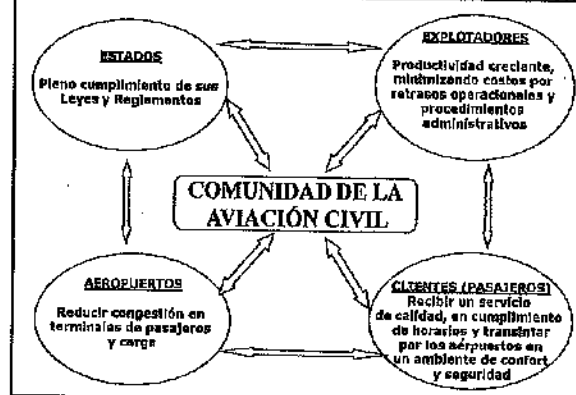 ESTADOS
Pleno cumplimiento de sus
Leyes y Reglamentos
EXPLOTADORES
Productividad creciente,
minimizando costos por
retrasos operacionales y
procedimientos
administrativos
COMUNIDAD DE LA
AVIACIÓN CIVIL
AEROPUERTOS
Reducir congestión en
terminales de pasajeros
y carga
CLIENTES (PASAJEROS)
Recibir un servicio
de calidad, en cumplimiento
de horarios y transitar
por los aérpuertos en
un ambiente de confort
y seguridad